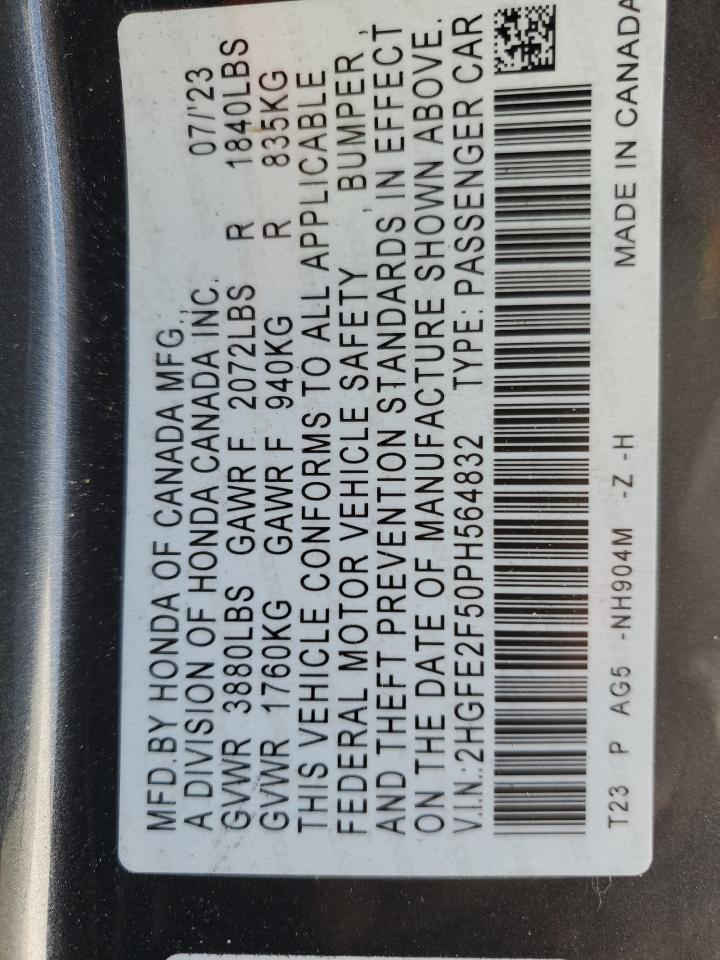 MFD.BY HONDA OF CANADA MFG.,
A DIVISION OF HONDA CANADA INC. 07/'23
GVWR 3880LBS GAWR F 2072LBS R 1840LBS
GVWR 1760KG GAWR F 940KG R 835KG
THIS VEHICLE CONFORMS TO ALL APPLICABLE
FEDERAL MOTOR VEHICLE SAFETY , BUMPER ,
AND THEFT PREVENTION STANDARDS IN EFFECT
ON THE DATE OF MANUFACTURE SHOWN ABOVE.
V.I.N.:2HGFE2F50PH564832 TYPE: PASSENGER CAR
T23 P AG5 -NH904M -Z -H MADE IN CANADA